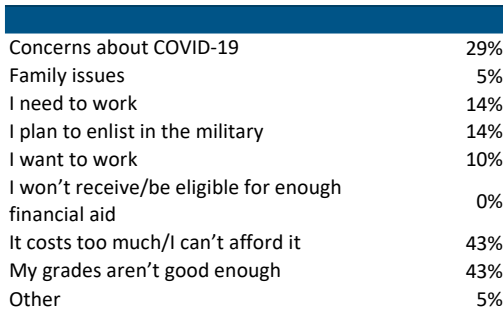 Concerns about COVID-19 29%
Family issues 5%
I need to work 14%
I plan to enlist in the military 14%
I want to work 10%
I won’t receive/be eligible for enough
financial aid 0%
It costs too much/I can’t afford it 43%
My grades aren’t good enough 43%
Other 5%